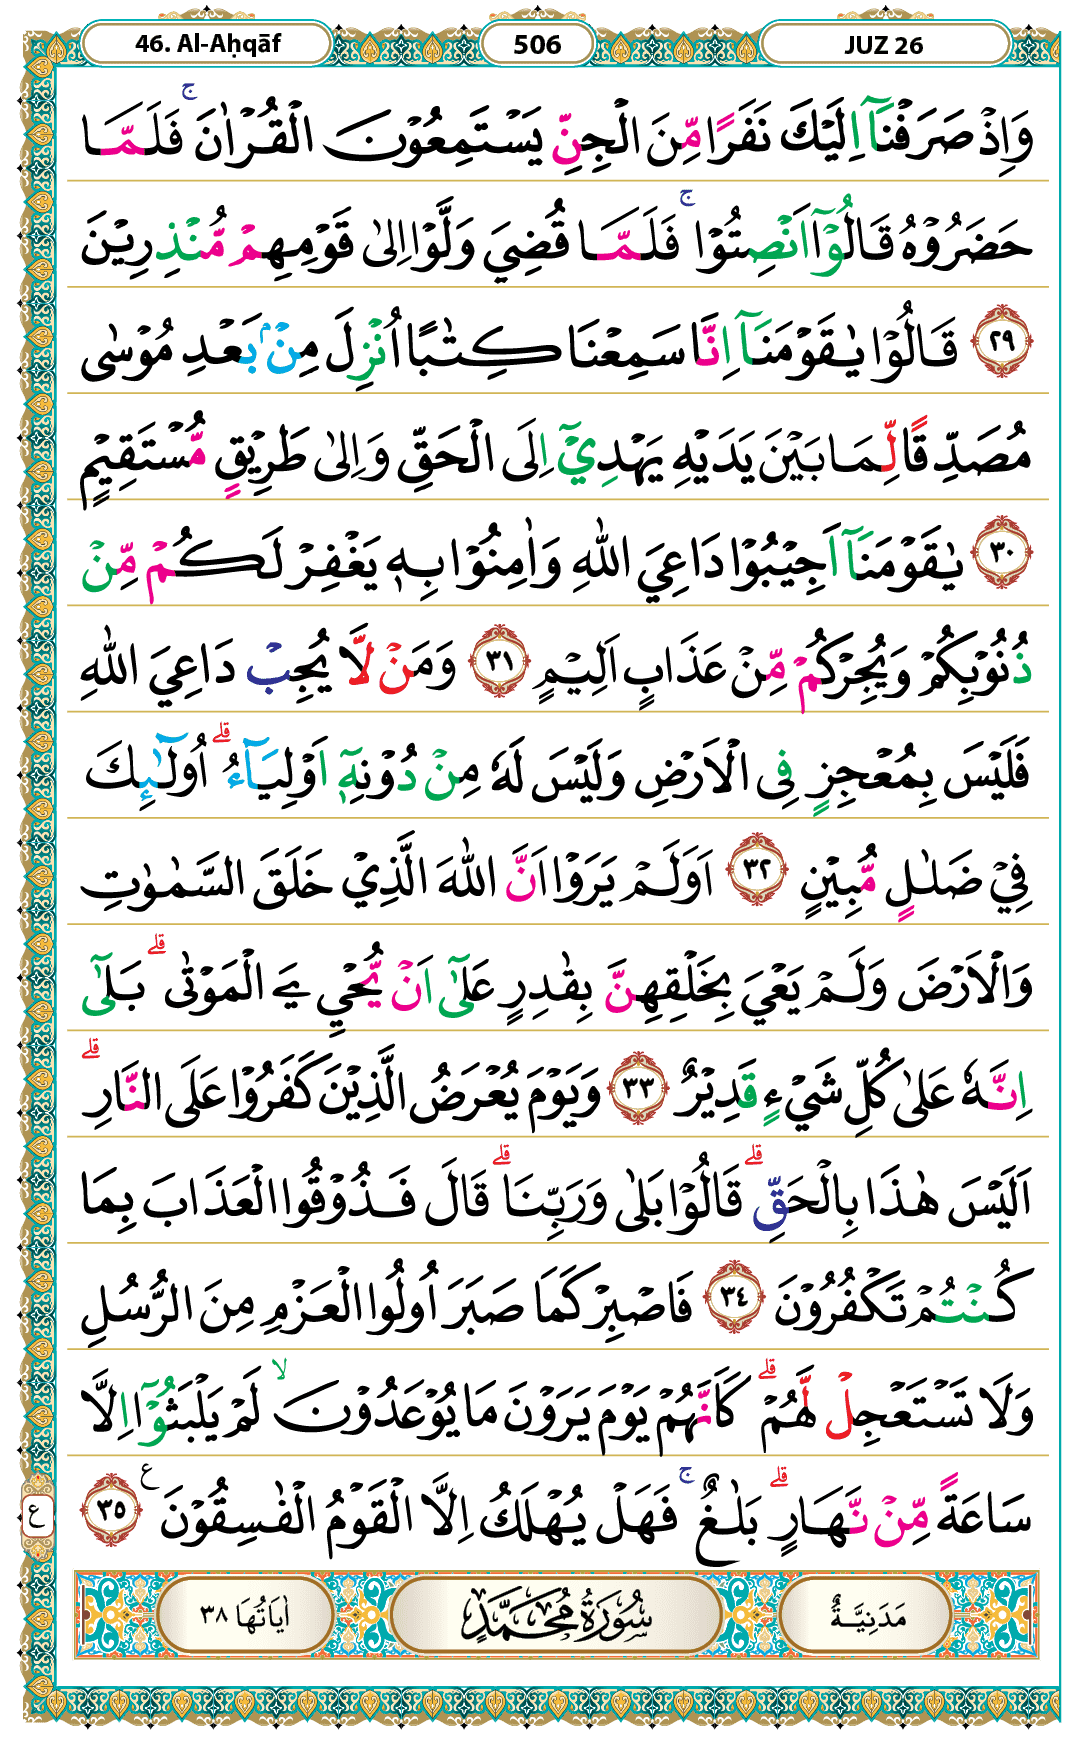 46. Al-Aḥqāf
506
JUZ 26
وَاِذْ صَرَفْنَآ اِلَيْكَ نَفَرًا مِّنَ الْجِنِّ يَسْتَمِعُوْنَ الْقُرْاٰنَ ۚ فَلَمَّا
حَضَرُوْهُ قَالُوْٓا اَنْصِتُوْا ۚ فَلَمَّا قُضِيَ وَلَّوْا اِلٰى قَوْمِهِمْ مُّنْذِرِيْنَ
٢٩ قَالُوْا يٰقَوْمَنَآ اِنَّا سَمِعْنَا كِتٰبًا اُنْزِلَ مِنْۢ بَعْدِ مُوْسٰى
مُصَدِّقًا لِّمَا بَيْنَ يَدَيْهِ يَهْدِيْٓ اِلَى الْحَقِّ وَاِلٰى طَرِيْقٍ مُّسْتَقِيْمٍ
٣٠ يٰقَوْمَنَآ اَجِيْبُوْا دَاعِيَ اللّٰهِ وَاٰمِنُوْا بِهٖ يَغْفِرْ لَكُمْ مِّنْ
ذُنُوْبِكُمْ وَيُجِرْكُمْ مِّنْ عَذَابٍ اَلِيْمٍ ٣١ وَمَنْ لَّا يُجِبْ دَاعِيَ اللّٰهِ
فَلَيْسَ بِمُعْجِزٍ فِى الْاَرْضِ وَلَيْسَ لَهٗ مِنْ دُوْنِهٖٓ اَوْلِيَآءُ ۗ اُولٰۤىِٕكَ
فِيْ ضَلٰلٍ مُّبِيْنٍ ٣٢ اَوَلَمْ يَرَوْا اَنَّ اللّٰهَ الَّذِيْ خَلَقَ السَّمٰوٰتِ
وَالْاَرْضَ وَلَمْ يَعْيَ بِخَلْقِهِنَّ بِقٰدِرٍ عَلٰٓى اَنْ يُّحْيِ يَ الْمَوْتٰى ۗ بَلٰٓى
اِنَّهٗ عَلٰى كُلِّ شَيْءٍ قَدِيْرٌ ٣٣ وَيَوْمَ يُعْرَضُ الَّذِيْنَ كَفَرُوْا عَلَى النَّارِ ۗ
اَلَيْسَ هٰذَا بِالْحَقِّ ۗ قَالُوْا بَلٰى وَرَبِّنَا ۗ قَالَ فَذُوْقُوا الْعَذَابَ بِمَا
كُنْتُمْ تَكْفُرُوْنَ ٣٤ فَاصْبِرْ كَمَا صَبَرَ اُولُوا الْعَزْمِ مِنَ الرُّسُلِ
وَلَا تَسْتَعْجِلْ لَّهُمْ ۗ كَاَنَّهُمْ يَوْمَ يَرَوْنَ مَا يُوْعَدُوْنَ ۙ لَمْ يَلْبَثُوْٓا اِلَّا
سَاعَةً مِّنْ نَّهَارٍ ۗ بَلٰغٌ ۚ فَهَلْ يُهْلَكُ اِلَّا الْقَوْمُ الْفٰسِقُوْنَ ࣖ ٣٥
ع
مَدَنِيَّةٌ
سُوْرَةُ مُحَمَّدٍ
اٰيَاتُهَا ٣٨